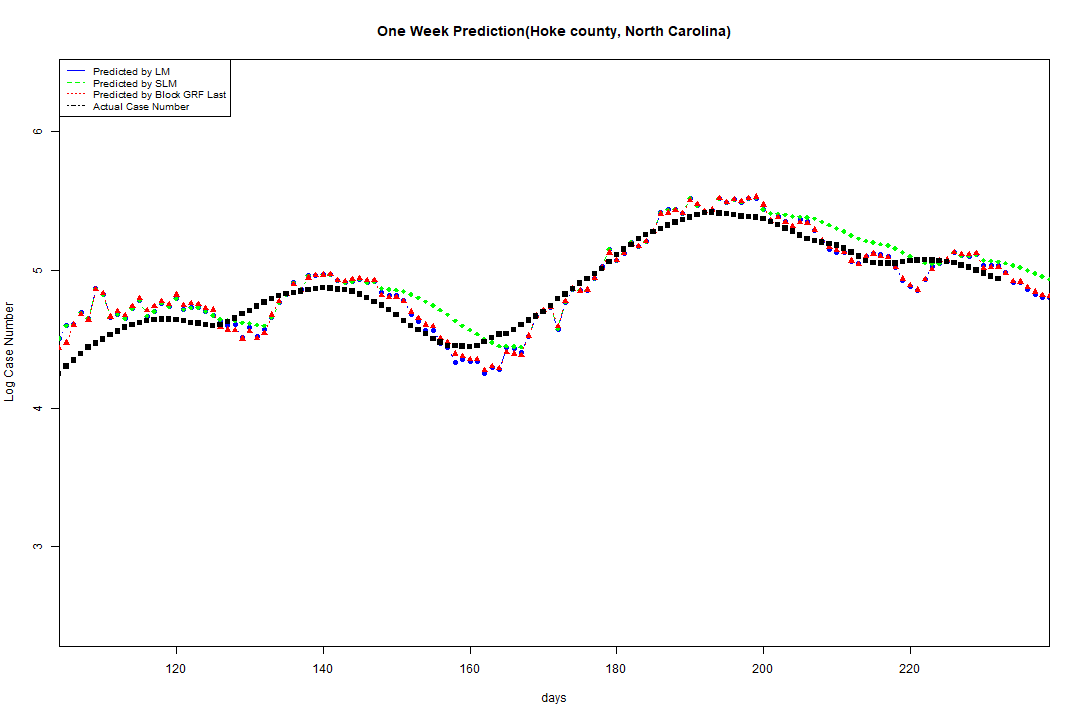 One Week Prediction(Hoke county, North Carolina)
Predicted by LM
Predicted by SLM
Predicted by Block GRF Last
Actual Case Number
6
5
4
3
Log Case Number
120 140 160 180 200 220
days